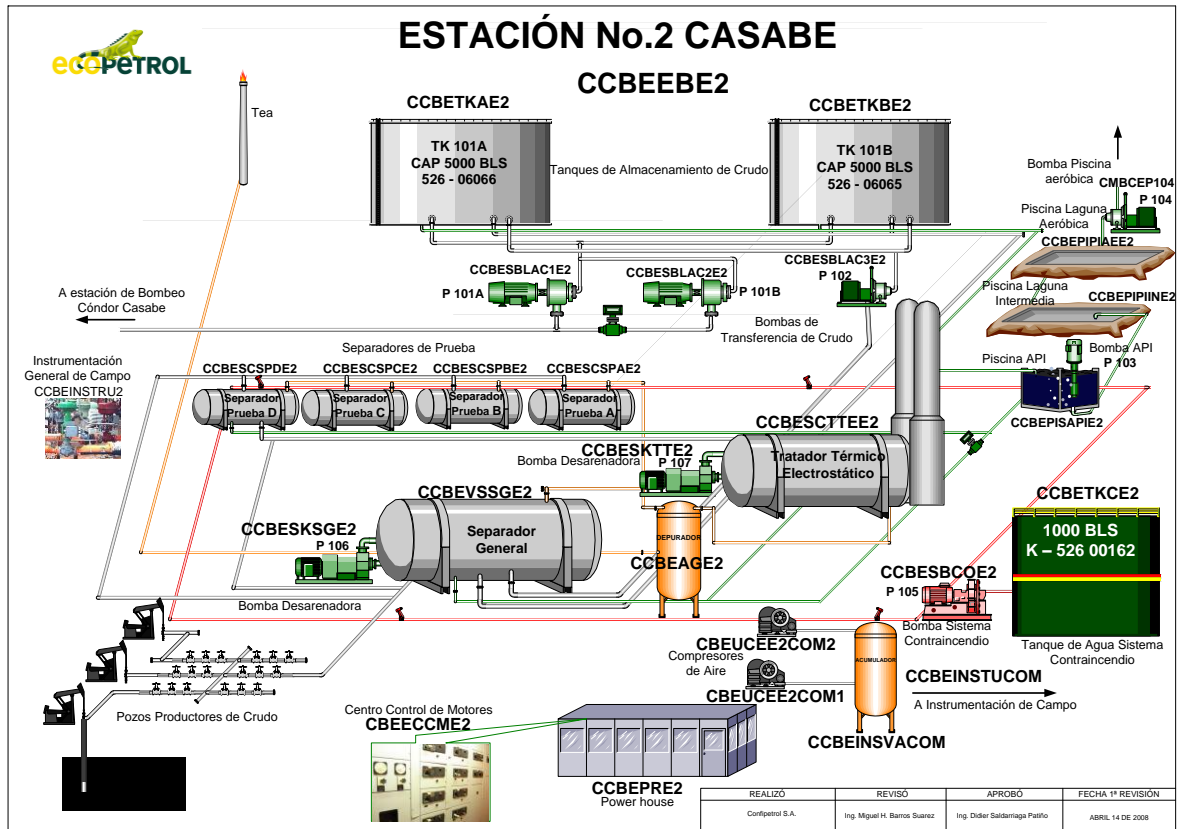 ESTACIÓN No.2 CASABE
ecopetrol
CCBEEBE2
Tea
CCBETKAE2
CCBETKBE2
TK 101A
CAP 5000 BLS
526 - 06066
Tanques de Almacenamiento de Crudo
TK 101B
CAP 5000 BLS
526 - 06065
Bomba Piscina
aeróbica
CMBCEP104
P 104
Piscina Laguna
Aeróbica
CCBEPIPIAEE2
CCBESBLAC1E2
P 101A
CCBESBLAC2E2
P 101B
CCBESBLAC3E2
P 102
Piscina Laguna
Intermedia
CCBEPIPIINE2
A estación de Bombeo
Cóndor Casabe
Bombas de
Transferencia de Crudo
Bomba API
P 103
Piscina API
CCBEPISAPIE2
Instrumentación
General de Campo
CCBEINSTRU2
Separadores de Prueba
CCBESCSPDE2
CCBESCSPCE2
CCBESCSPBE2
CCBESCSPAE2
Separador
Prueba D
Separador
Prueba C
Separador
Prueba B
Separador
Prueba A
CCBESCTTEE2
CCBESKTTE2
Bomba Desarenadora
P 107
Tratador Térmico
Electrostático
CCBEVSSGE2
Separador
General
CCBESKSGE2
P 106
Bomba Desarenadora
DEPURADOR
CCBEAGE2
CCBETKCE2
1000 BLS
K – 526 00162
CCBESBCOE2
P 105
Bomba Sistema
Contraincendio
Tanque de Agua Sistema
Contraincendio
CBEUCEE2COM2
Compresores
de Aire
CBEUCEE2COM1
ACUMULADOR
CCBEINSTUCOM
A Instrumentación de Campo
CCBEINSVACOM
Pozos Productores de Crudo
Centro Control de Motores
CBEECCME2
CCBEPRE2
Power house
REALIZÓ
REVISÓ
APROBÓ
FECHA 1ª REVISIÓN
Confipetrol S.A.
Ing. Miguel H. Barros Suarez
Ing. Didier Saldarriaga Patiño
ABRIL 14 DE 2008